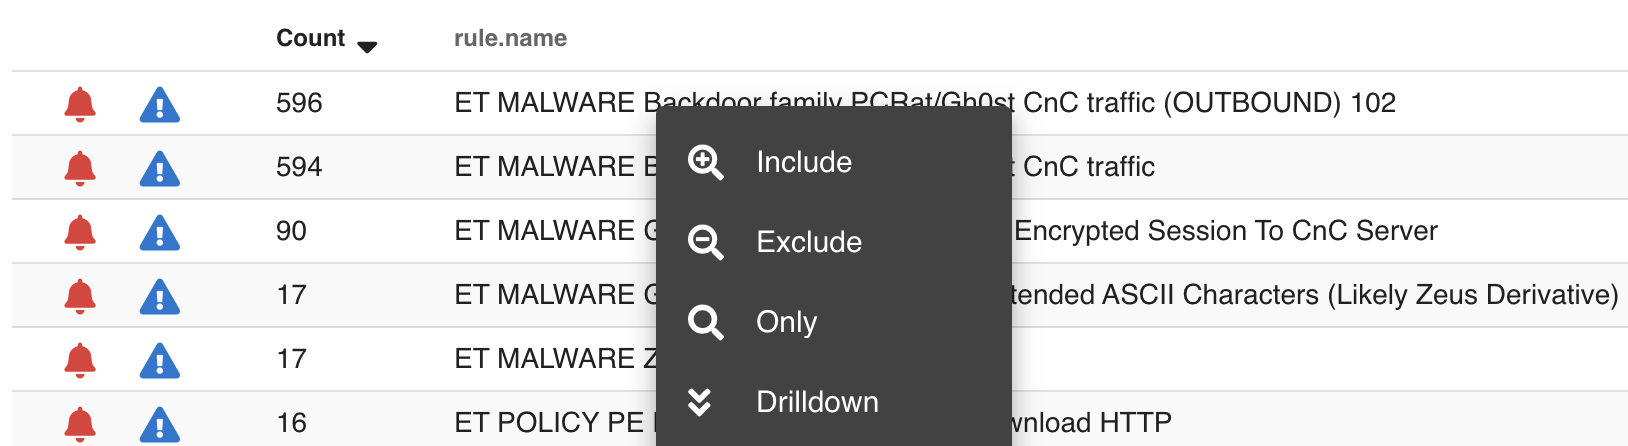 Count rule.name
596 ET MALWARE Backdoor family PCRat/Gh0st CnC traffic (OUTBOUND) 102
594 ET MALWARE CnC traffic
90 ET MALWARE Encrypted Session To CnC Server
17 ET MALWARE ASCII Characters (Likely Zeus Derivative)
17 ET MALWARE
16 ET POLICY PE HTTP
Include
Exclude
Only
Drilldown